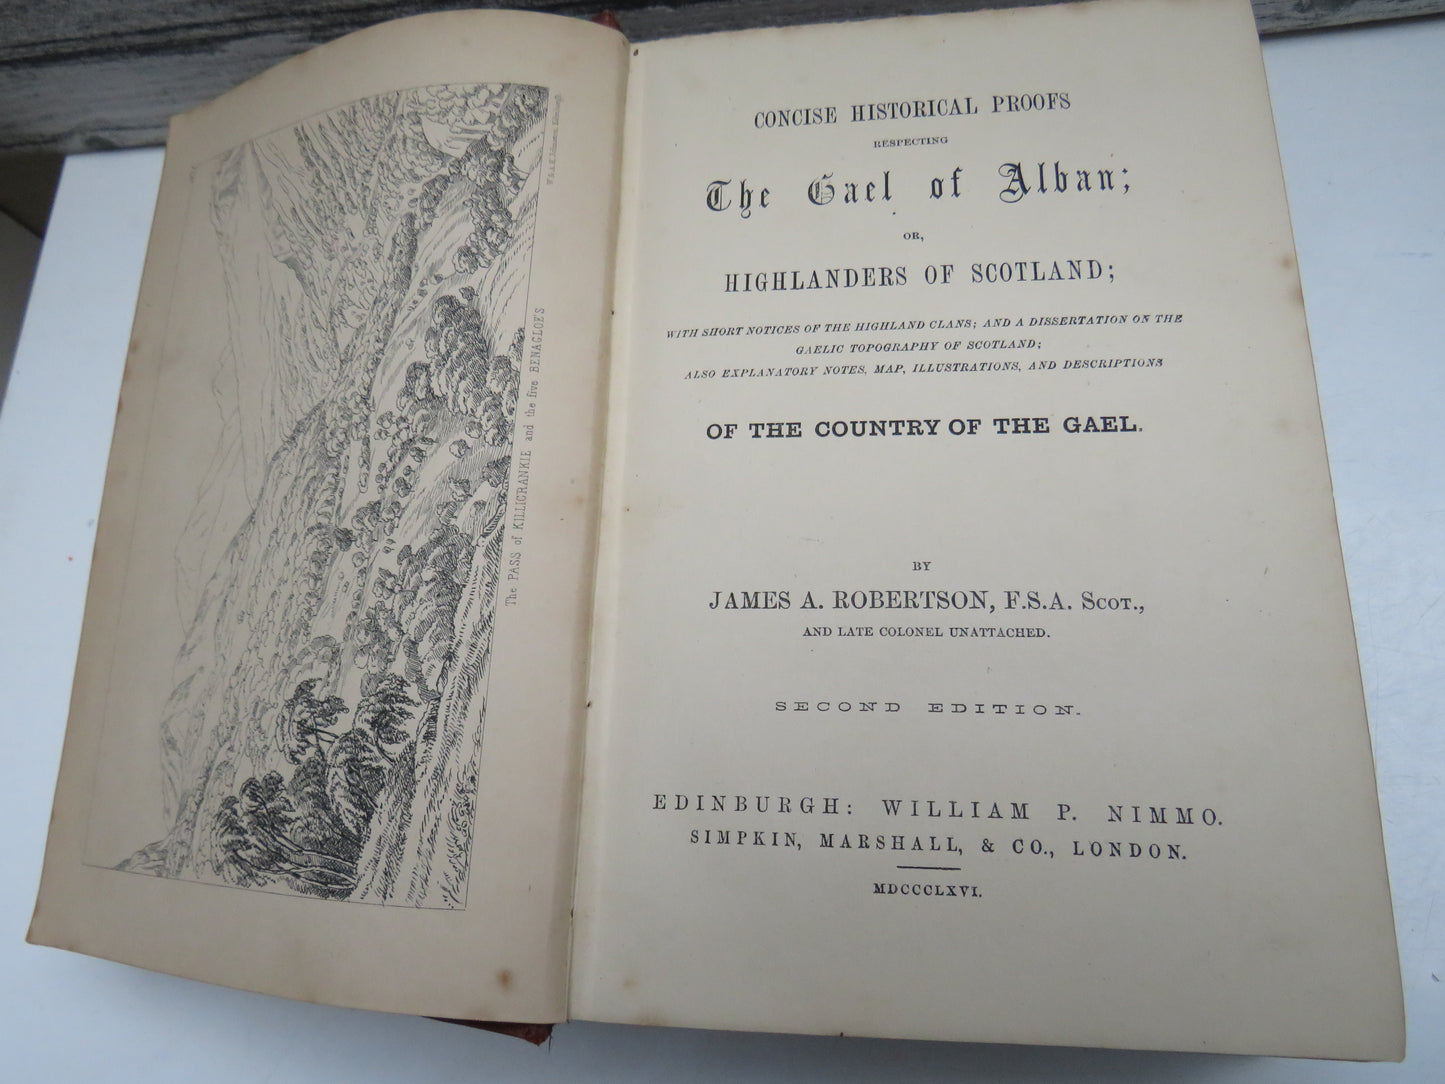 The PASS of KILLICRANKIE and the five BENAGLOE'S
CONCISE HISTORICAL PROOFS
RESPECTING
The Gael of Alban;
OR,
HIGHLANDERS OF SCOTLAND;
WITH SHORT NOTICES OF THE HIGHLAND CLANS; AND A DISSERTATION ON THE
GAELIC TOPOGRAPHY OF SCOTLAND;
ALSO EXPLANATORY NOTES, MAP, ILLUSTRATIONS, AND DESCRIPTIONS
OF THE COUNTRY OF THE GAEL.
BY
JAMES A. ROBERTSON, F.S.A. SCOT.,
AND LATE COLONEL UNATTACHED.
SECOND EDITION.
EDINBURGH: WILLIAM P. NIMMO.
SIMPKIN, MARSHALL, & CO., LONDON.
MDCCCLXVI.